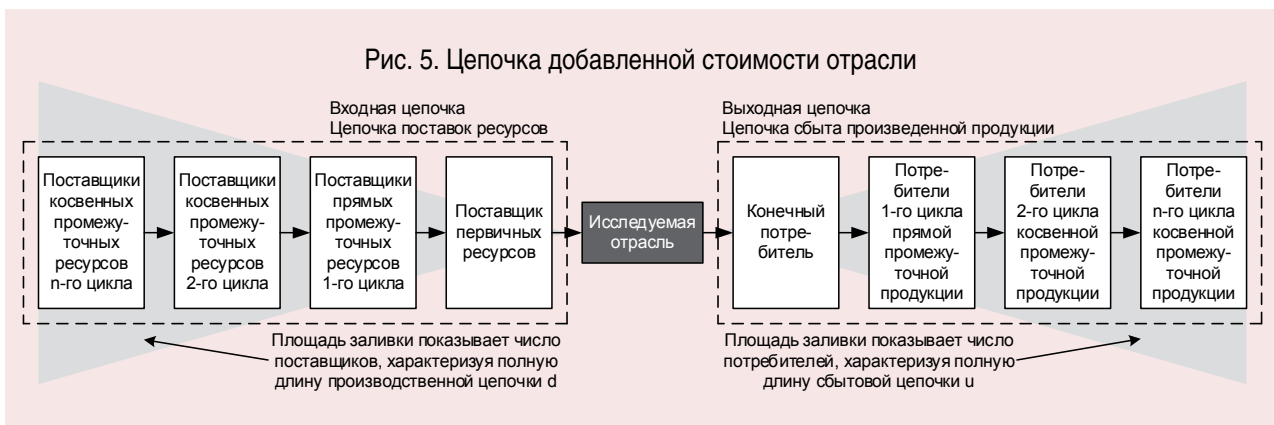 Рис. 5. Цепочка добавленной стоимости отрасли
Входная цепочка
Цепочка поставок ресурсов
Выходная цепочка
Цепочка сбыта произведенной продукции
Поставщики
косвенных
промежу-
точных
ресурсов
n-го цикла
Поставщики
косвенных
промежу-
точных
ресурсов
2-го цикла
Поставщики
прямых
промежу-
точных
ресурсов
1-го цикла
Поставщик
первичных
ресурсов
Исследуемая
отрасль
Конечный
потре-
битель
Потре-
бители
1-го цикла
прямой
промежу-
точной
продукции
Потре-
бители
2-го цикла
косвенной
промежу-
точной
продукции
Потре-
бители
n-го цикла
косвенной
промежу-
точной
продукции
Площадь заливки показывает число
поставщиков, характеризуя полную
длину производственной цепочки d
Площадь заливки показывает число
потребителей, характеризуя полную
длину сбытовой цепочки u